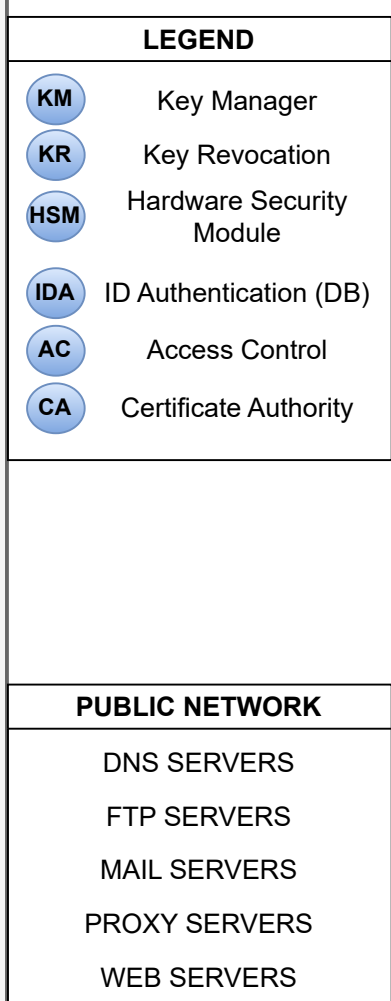 LEGEND
KM Key Manager
KR Key Revocation
HSM Hardware Security
Module
IDA ID Authentication (DB)
AC Access Control
CA Certificate Authority
PUBLIC NETWORK
DNS SERVERS
FTP SERVERS
MAIL SERVERS
PROXY SERVERS
WEB SERVERS